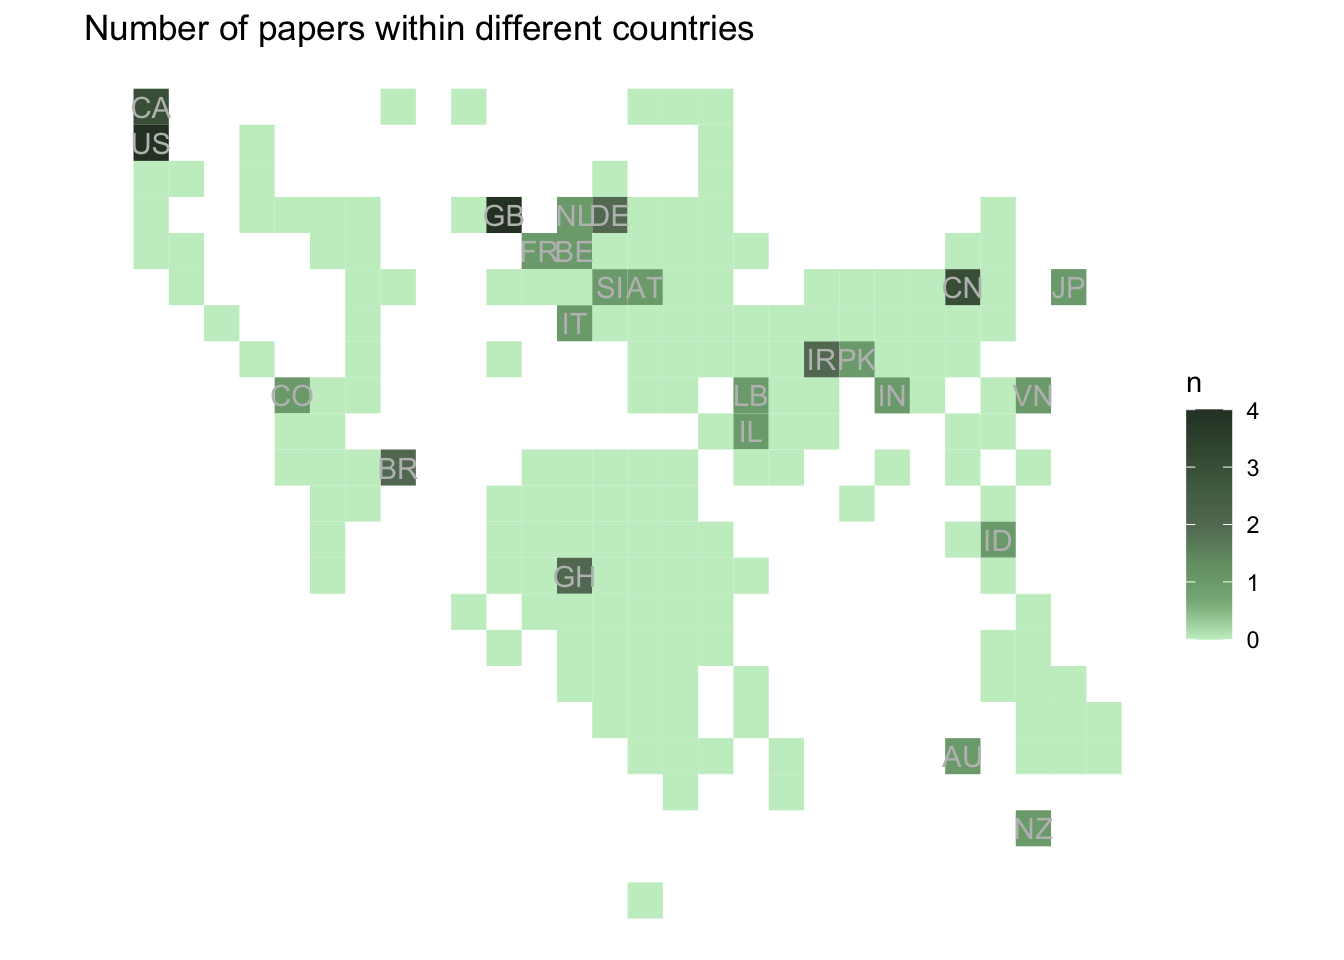 Number of papers within different countries
CA
US
GB NL DE
FR BE
SI AT CN JP
IT
IR PK
CO LB IN VN
IL
BR
ID
GH
AU
NZ
n
4
3
2
1
0